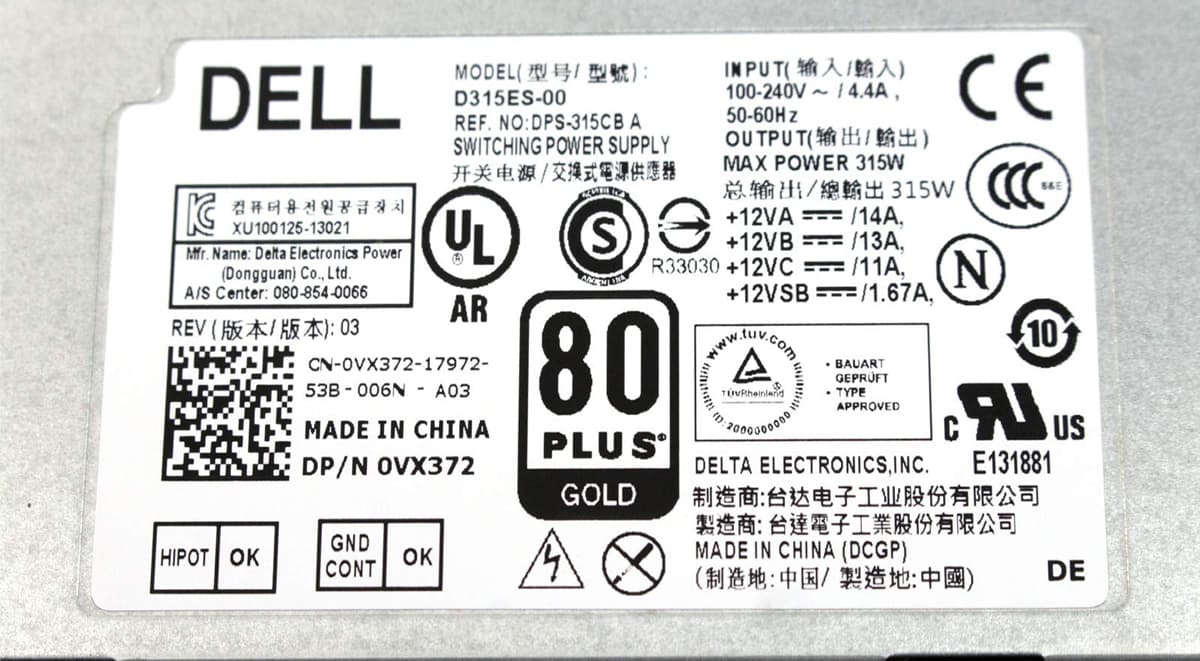 DELL
MODEL(型号/型號):
D315ES-00
REF. NO:DPS-315CB A
SWITCHING POWER SUPPLY
开关电源/交换式電源供應器
INPUT(输入/輸入)
100-240V ~ / 4.4A ,
50-60Hz
OUTPUT(输出/輸出)
MAX POWER 315W
总输出/總輸出 315W
+12VA ⎓ /14A,
+12VB ⎓ /13A,
+12VC ⎓ /11A,
+12VSB ⎓ /1.67A,
CE
CCC
S&E
N
10
컴퓨터용전원공급장치
XU100125-13021
Mfr. Name: Delta Electronics Power
(Dongguan) Co., Ltd.
A/S Center: 080-854-0066
UL
®
AR
S
ARGENTINA
R33030
REV (版本/版本): 03
CN-0VX372-17972-
53B-006N - A03
MADE IN CHINA
DP/N 0VX372
80
PLUS®
GOLD
www.tuv.com
TÜVRheinland®
ID: 2000000000
• BAUART
GEPRÜFT
• TYPE
APPROVED
C RU US
E131881
DELTA ELECTRONICS,INC.
制造商:台达电子工业股份有限公司
製造商:台達電子工業股份有限公司
MADE IN CHINA (DCGP)
(制造地:中国/ 製造地:中國)
DE
HIPOT OK
GND
CONT OK